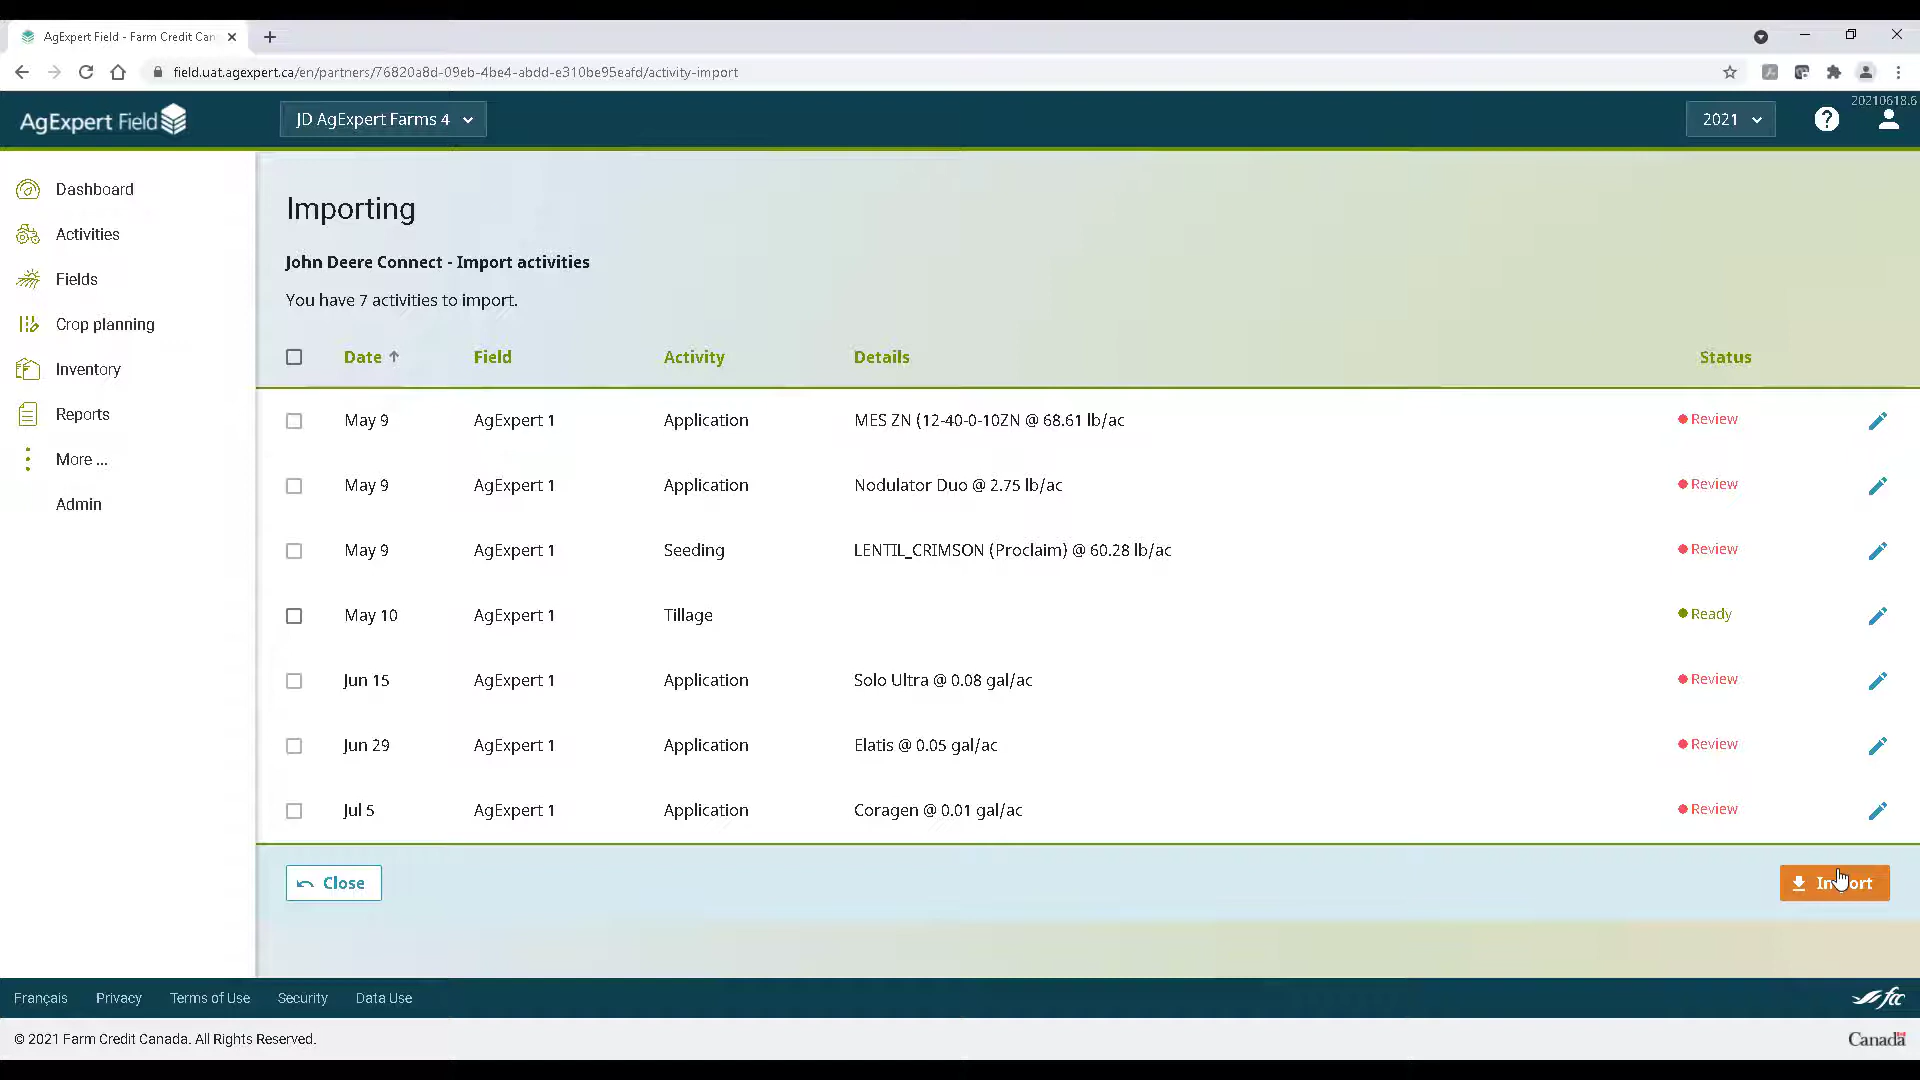 AgExpert Field - Farm Credit Can
field.uat.agexpert.ca/en/partners/76820a8d-09eb-4be4-abdd-e310be95eafd/activity-import
AgExpert Field
JD AgExpert Farms 4
2021
20210618.6
Dashboard
Activities
Fields
Crop planning
Inventory
Reports
More ...
Admin
Importing
John Deere Connect - Import activities
You have 7 activities to import.
Date Field Activity Details Status
May 9 AgExpert 1 Application MES ZN (12-40-0-10ZN @ 68.61 lb/ac Review
May 9 AgExpert 1 Application Nodulator Duo @ 2.75 lb/ac Review
May 9 AgExpert 1 Seeding LENTIL_CRIMSON (Proclaim) @ 60.28 lb/ac Review
May 10 AgExpert 1 Tillage Ready
Jun 15 AgExpert 1 Application Solo Ultra @ 0.08 gal/ac Review
Jun 29 AgExpert 1 Application Elatis @ 0.05 gal/ac Review
Jul 5 AgExpert 1 Application Coragen @ 0.01 gal/ac Review
Close
Import
Français Privacy Terms of Use Security Data Use
fcc
© 2021 Farm Credit Canada. All Rights Reserved.
Canada